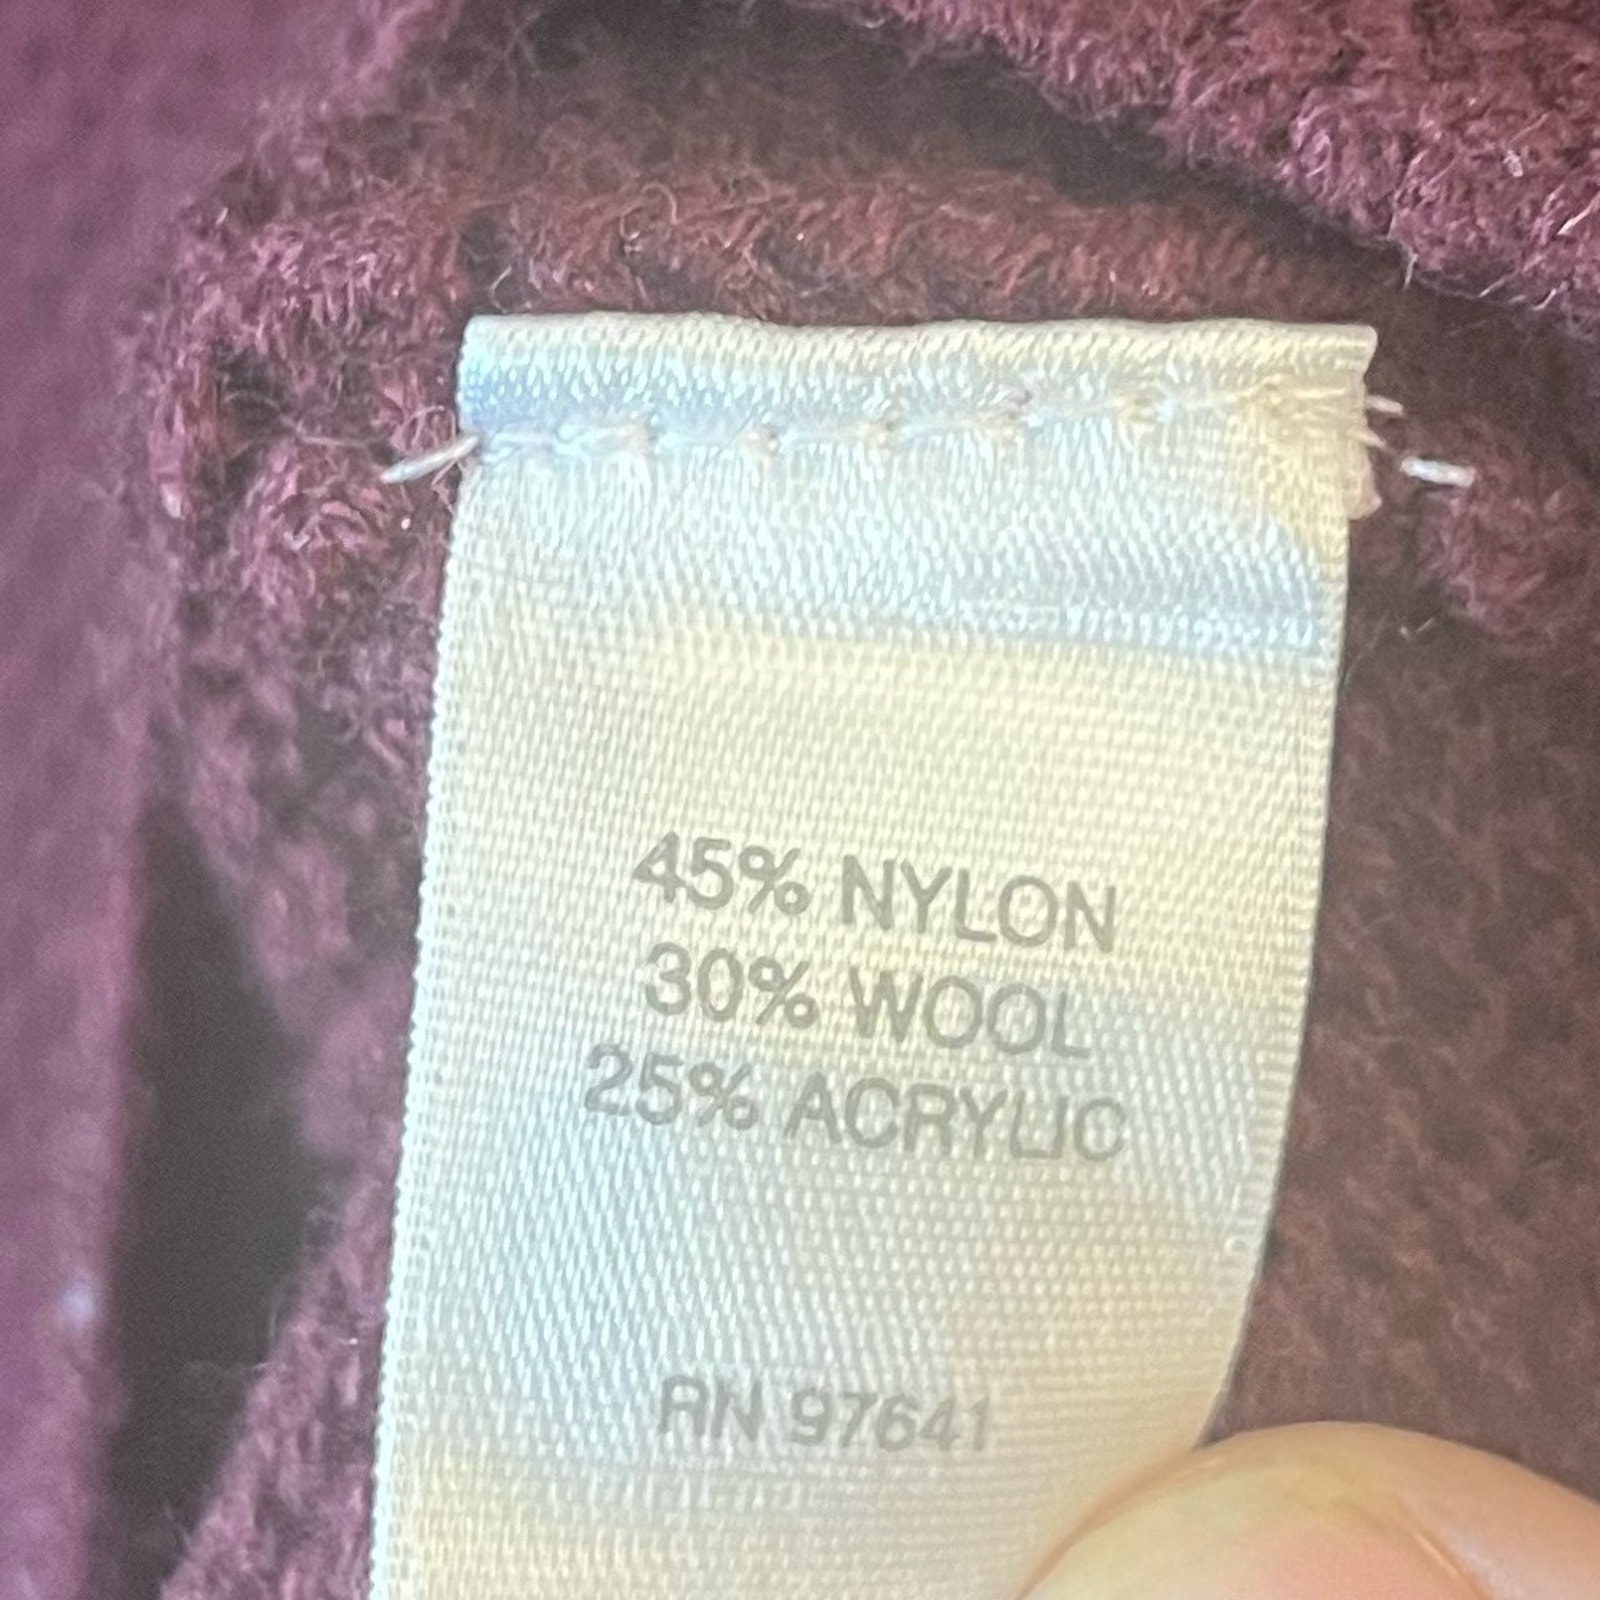 45% NYLON
30% WOOL
25% ACRYLIC
RN 97641